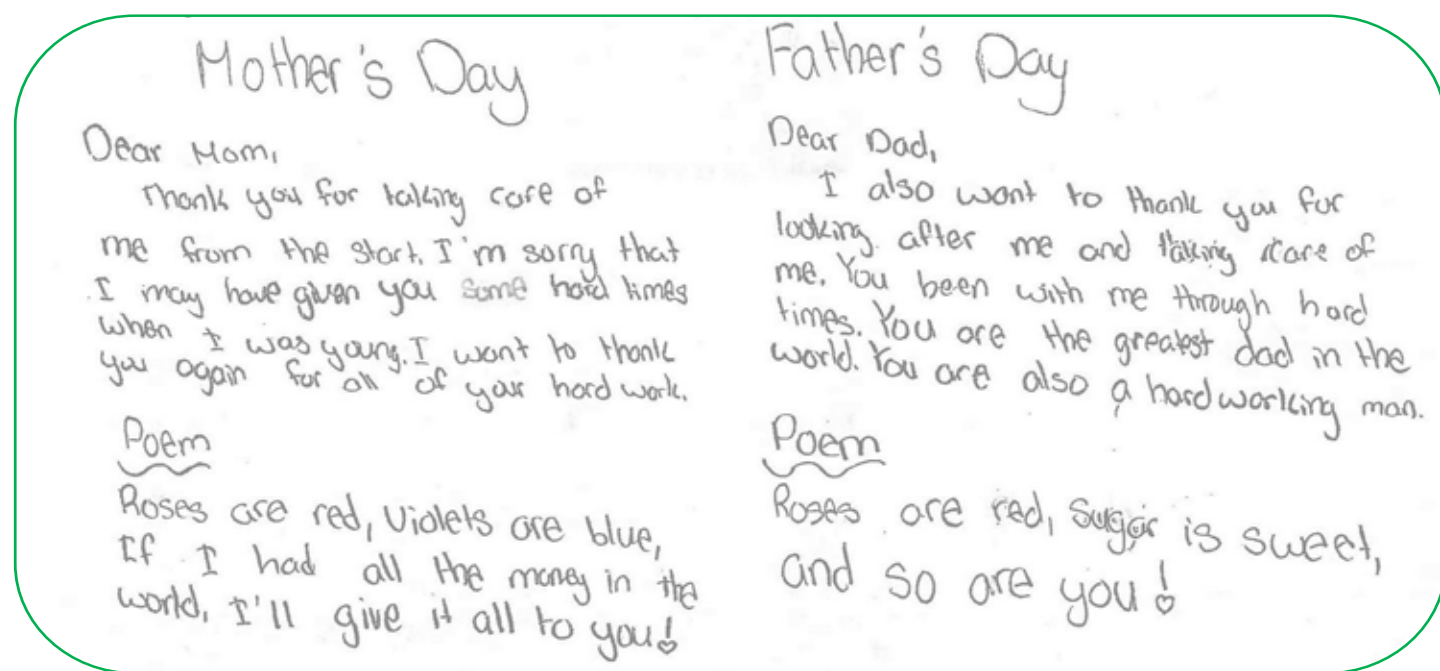 Mother's Day
Dear Mom,
Thank you for taking care of
me from the start. I'm sorry that
I may have given you some hard times
when I was young. I want to thank
you again for all of your hard work.
Poem
Roses are red, Violets are blue,
If I had all the money in the
world, I'll give it all to you!
Father's Day
Dear Dad,
I also want to thank you for
looking after me and taking care of
me. You been with me through hard
times. You are the greatest dad in the
world. You are also a hardworking man.
Poem
Roses are red, sugar is sweet,
and so are you!